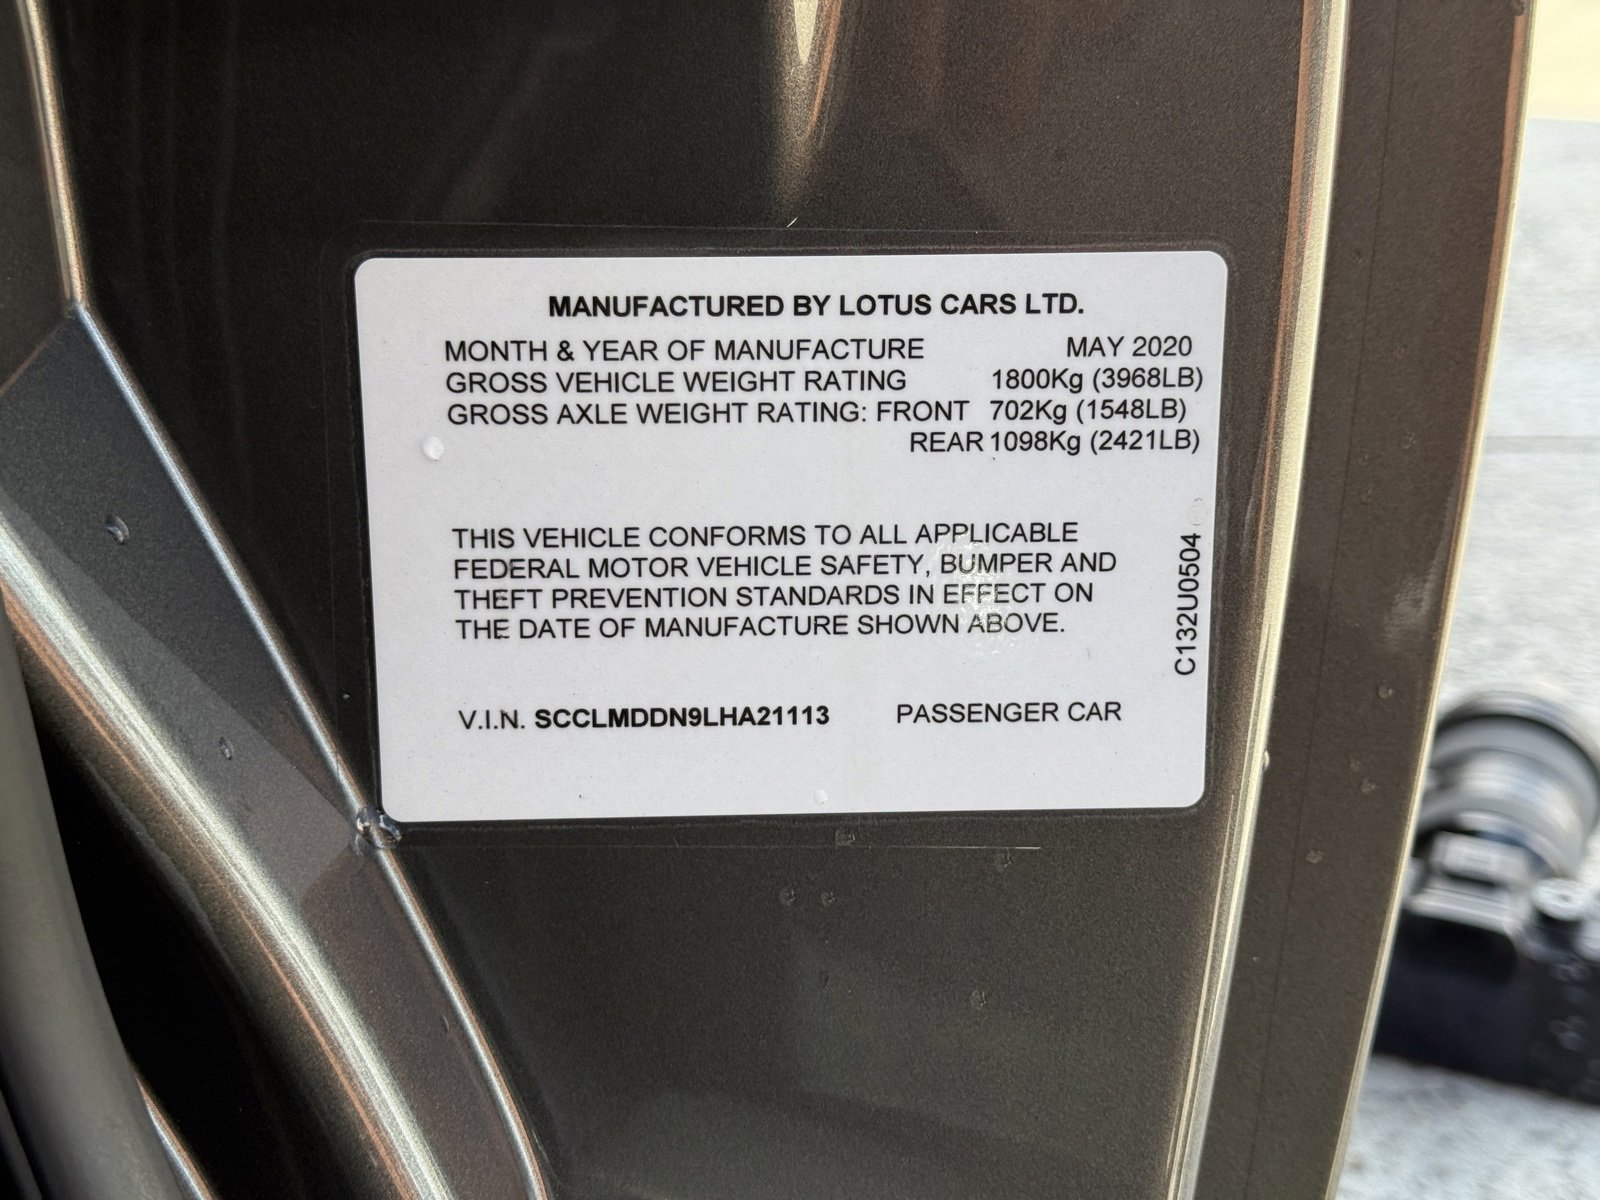 MANUFACTURED BY LOTUS CARS LTD.
MONTH & YEAR OF MANUFACTURE MAY 2020
GROSS VEHICLE WEIGHT RATING 1800Kg (3968LB)
GROSS AXLE WEIGHT RATING: FRONT 702Kg (1548LB)
REAR 1098Kg (2421LB)
THIS VEHICLE CONFORMS TO ALL APPLICABLE
FEDERAL MOTOR VEHICLE SAFETY, BUMPER AND
THEFT PREVENTION STANDARDS IN EFFECT ON
THE DATE OF MANUFACTURE SHOWN ABOVE.
V.I.N. SCCLMDDN9LHA21113 PASSENGER CAR
C132U0504